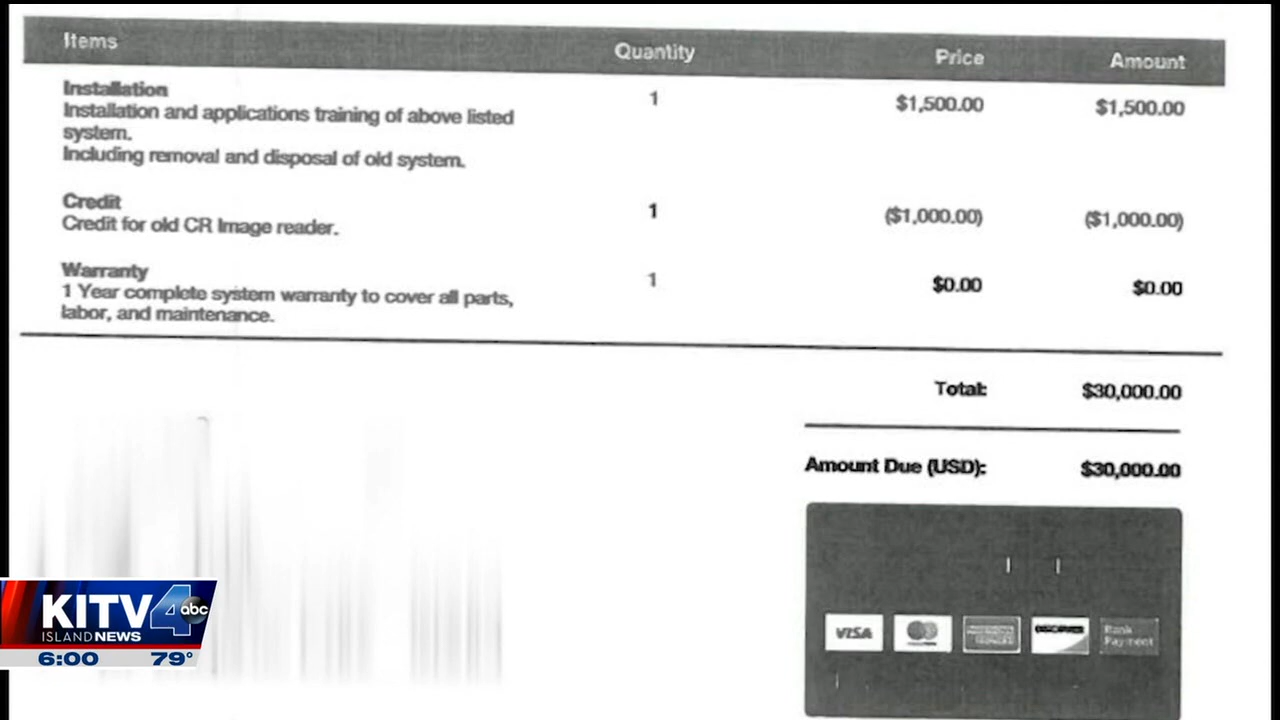 Items Quantity Price Amount
Installation 1 $1,500.00 $1,500.00
Installation and applications training of above listed
system.
Including removal and disposal of old system.
Credit 1 ($1,000.00) ($1,000.00)
Credit for old CR Image reader.
Warranty 1 $0.00 $0.00
1 Year complete system warranty to cover all parts,
labor, and maintenance.
Total: $30,000.00
Amount Due (USD): $30,000.00
VISA
DISCOVER
Bank
Payment
KITV4 abc
ISLAND NEWS
6:00 79°